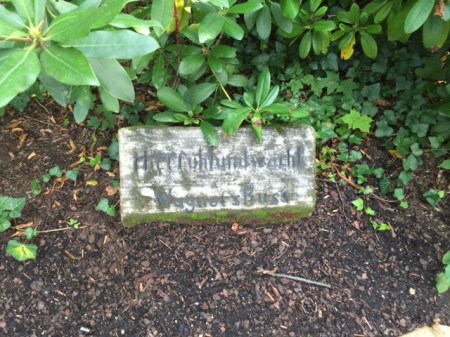 Hier ruht und wacht
Wagners Russ